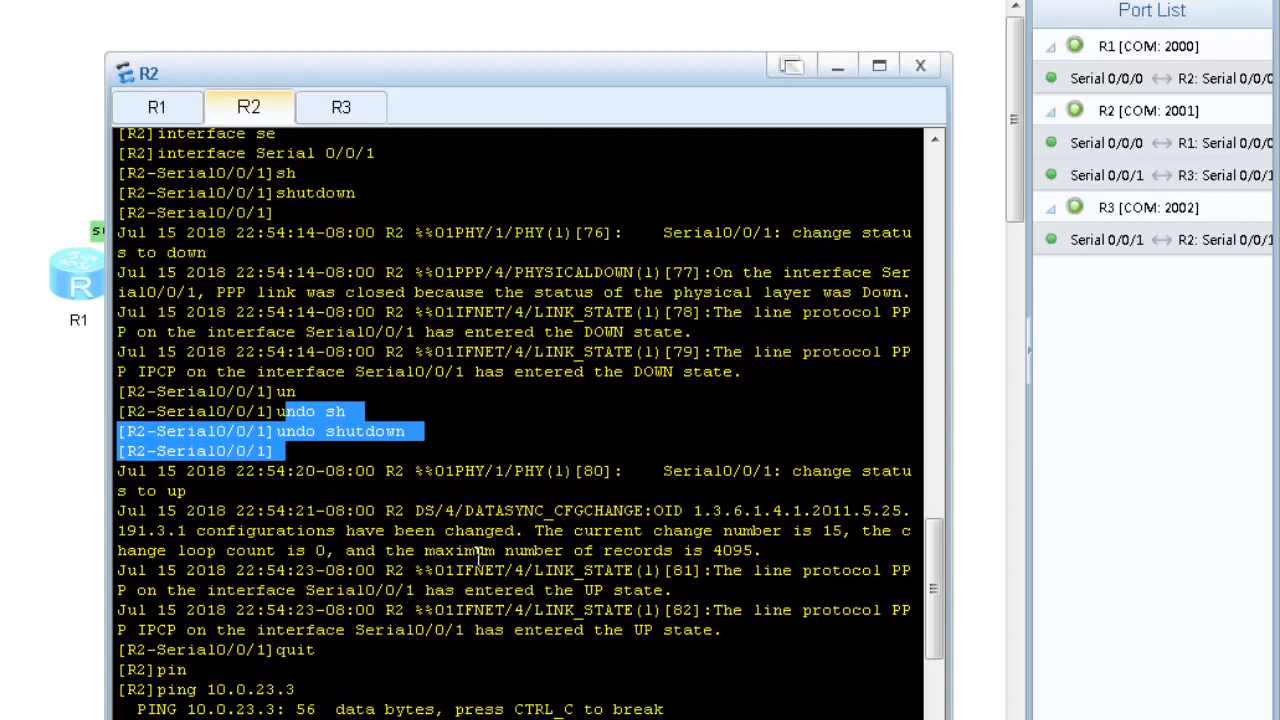 Port List
R1 [COM: 2000]
Serial 0/0/0 ⟷ R2: Serial 0/0/0
R2 [COM: 2001]
Serial 0/0/0 ⟷ R1: Serial 0/0/0
Serial 0/0/1 ⟷ R3: Serial 0/0/1
R3 [COM: 2002]
Serial 0/0/1 ⟷ R2: Serial 0/0/1
R2
R1 R2 R3
R
R1
[R2]interface se
[R2]interface Serial 0/0/1
[R2-Serial0/0/1]sh
[R2-Serial0/0/1]shutdown
[R2-Serial0/0/1]
Jul 15 2018 22:54:14-08:00 R2 %%01PHY/1/PHY(l)[76]:    Serial0/0/1: change statu
s to down
Jul 15 2018 22:54:14-08:00 R2 %%01PPP/4/PHYSICALDOWN(l)[77]:On the interface Ser
ial0/0/1, PPP link was closed because the status of the physical layer was Down.
Jul 15 2018 22:54:14-08:00 R2 %%01IFNET/4/LINK_STATE(l)[78]:The line protocol PP
P on the interface Serial0/0/1 has entered the DOWN state.
Jul 15 2018 22:54:14-08:00 R2 %%01IFNET/4/LINK_STATE(l)[79]:The line protocol PP
P IPCP on the interface Serial0/0/1 has entered the DOWN state.
[R2-Serial0/0/1]un
[R2-Serial0/0/1]undo sh
[R2-Serial0/0/1]undo shutdown
[R2-Serial0/0/1]
Jul 15 2018 22:54:20-08:00 R2 %%01PHY/1/PHY(l)[80]:    Serial0/0/1: change statu
s to up
Jul 15 2018 22:54:21-08:00 R2 DS/4/DATASYNC_CFGCHANGE:OID 1.3.6.1.4.1.2011.5.25.
191.3.1 configurations have been changed. The current change number is 15, the c
hange loop count is 0, and the maximum number of records is 4095.
Jul 15 2018 22:54:23-08:00 R2 %%01IFNET/4/LINK_STATE(l)[81]:The line protocol PP
P on the interface Serial0/0/1 has entered the UP state.
Jul 15 2018 22:54:23-08:00 R2 %%01IFNET/4/LINK_STATE(l)[82]:The line protocol PP
P IPCP on the interface Serial0/0/1 has entered the UP state.
[R2-Serial0/0/1]quit
[R2]pin
[R2]ping 10.0.23.3
PING 10.0.23.3: 56  data bytes, press CTRL_C to break